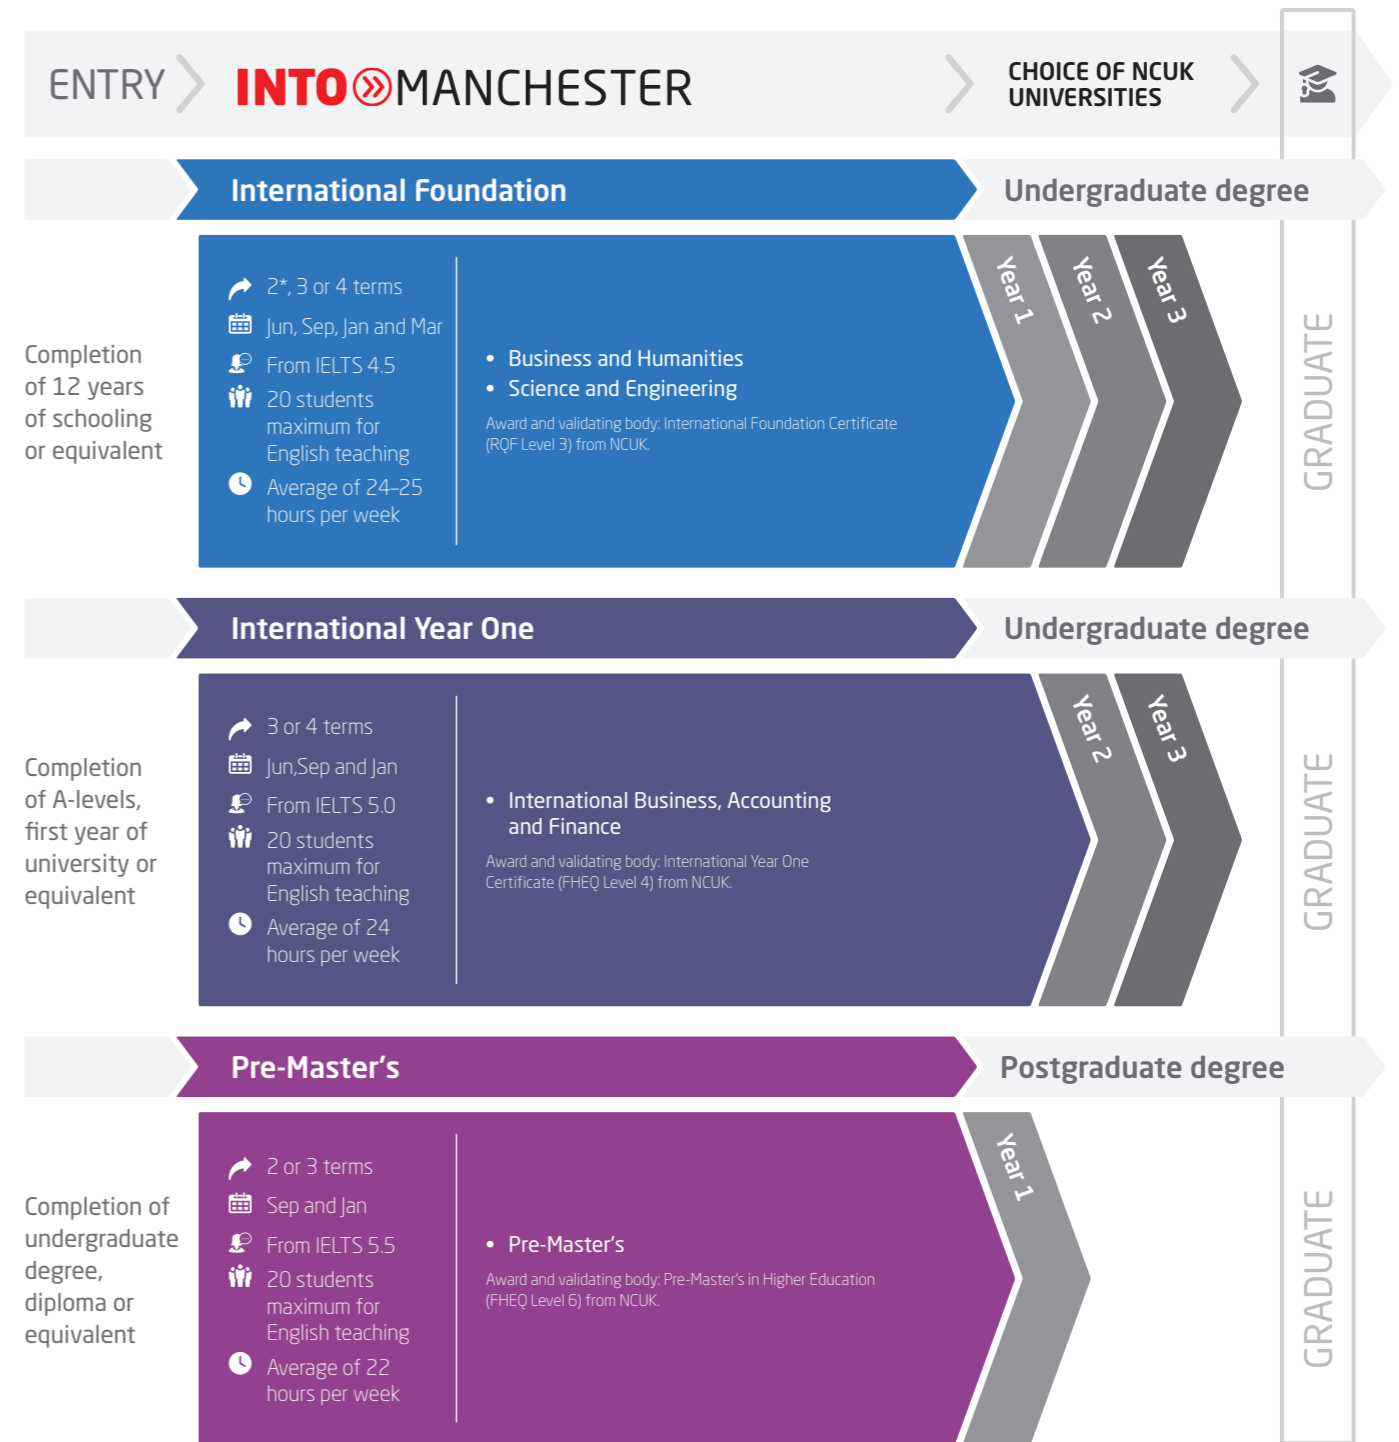 ENTRY
INTO MANCHESTER
CHOICE OF NCUK
UNIVERSITIES
International Foundation
Undergraduate degree
Completion
of 12 years
of schooling
or equivalent
2*, 3 or 4 terms
Jun, Sep, Jan and Mar
From IELTS 4.5
20 students
maximum for
English teaching
Average of 24–25
hours per week
• Business and Humanities
• Science and Engineering
Award and validating body: International Foundation Certificate
(RQF Level 3) from NCUK.
Year 1
Year 2
Year 3
GRADUATE
International Year One
Undergraduate degree
Completion
of A-levels,
first year of
university or
equivalent
3 or 4 terms
Jun,Sep and Jan
From IELTS 5.0
20 students
maximum for
English teaching
Average of 24
hours per week
• International Business, Accounting
and Finance
Award and validating body: International Year One
Certificate (FHEQ Level 4) from NCUK.
Year 2
Year 3
GRADUATE
Pre-Master’s
Postgraduate degree
Completion of
undergraduate
degree,
diploma or
equivalent
2 or 3 terms
Sep and Jan
From IELTS 5.5
20 students
maximum for
English teaching
Average of 22
hours per week
• Pre-Master’s
Award and validating body: Pre-Master’s in Higher Education
(FHEQ Level 6) from NCUK.
Year 1
GRADUATE